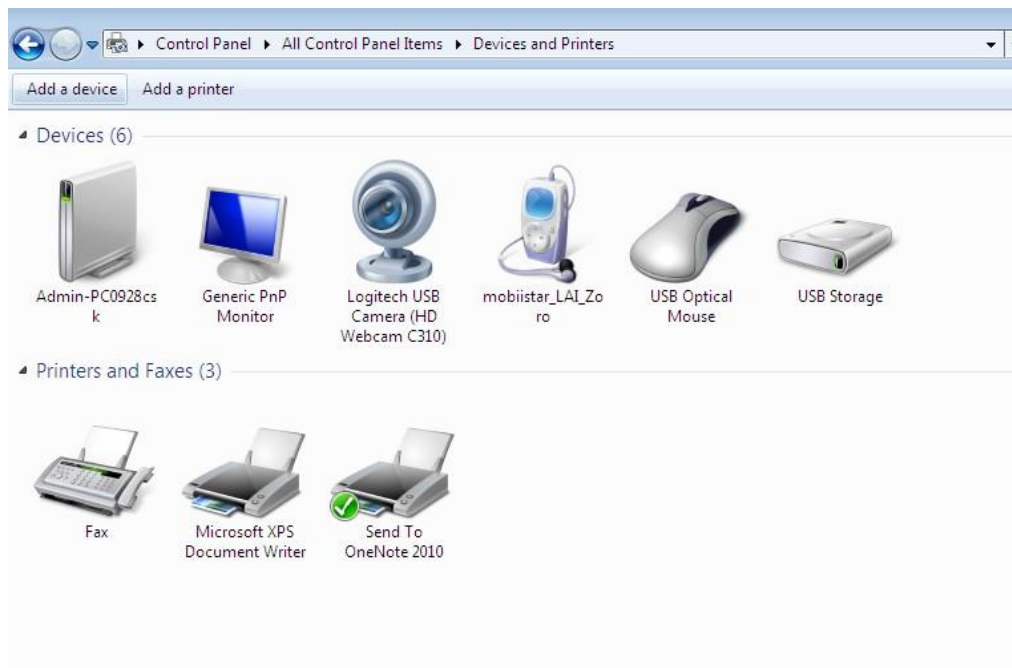 Control Panel ▸ All Control Panel Items ▸ Devices and Printers
Add a device Add a printer
Devices (6)
Admin-PC0928cs
k
Generic PnP
Monitor
Logitech USB
Camera (HD
Webcam C310)
mobiistar_LAI_Zo
ro
USB Optical
Mouse
USB Storage
Printers and Faxes (3)
Fax
Microsoft XPS
Document Writer
Send To
OneNote 2010